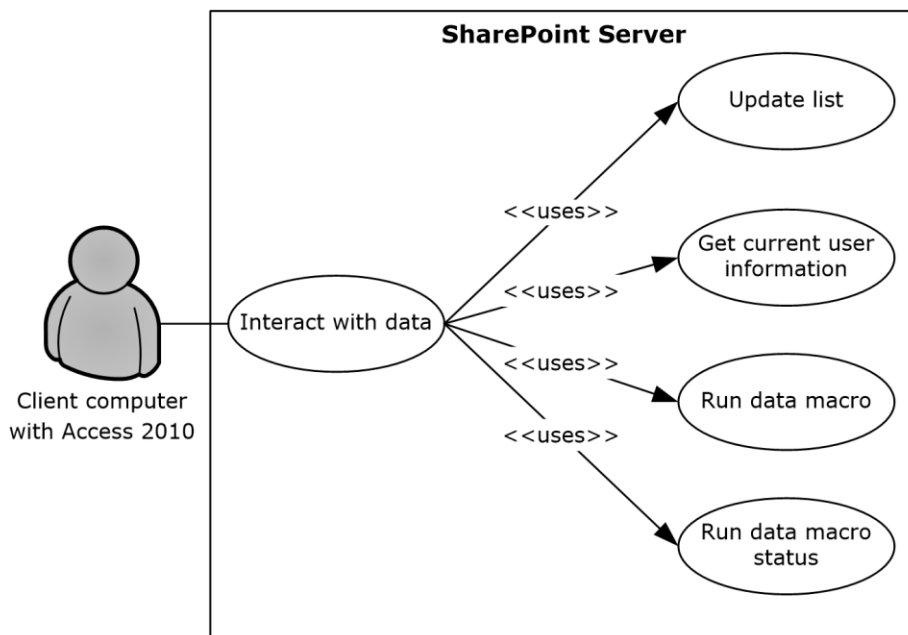 SharePoint Server
Update list
<<uses>>
Get current user
information
<<uses>>
Interact with data
<<uses>>
Client computer
with Access 2010
Run data macro
<<uses>>
Run data macro
status